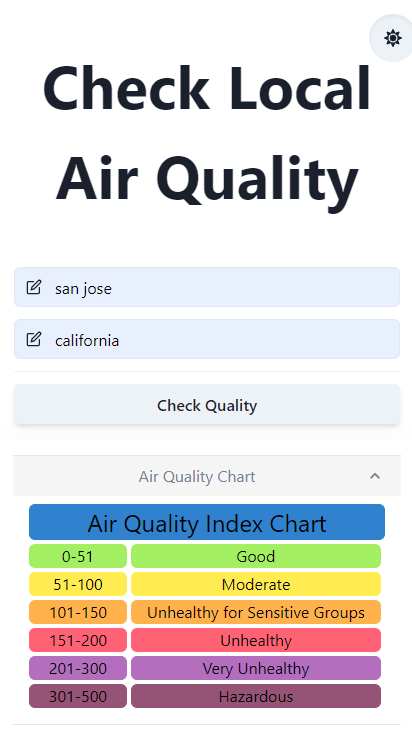 Check Local
Air Quality
san jose
california
Check Quality
Air Quality Chart
Air Quality Index Chart
0-51 Good
51-100 Moderate
101-150 Unhealthy for Sensitive Groups
151-200 Unhealthy
201-300 Very Unhealthy
301-500 Hazardous